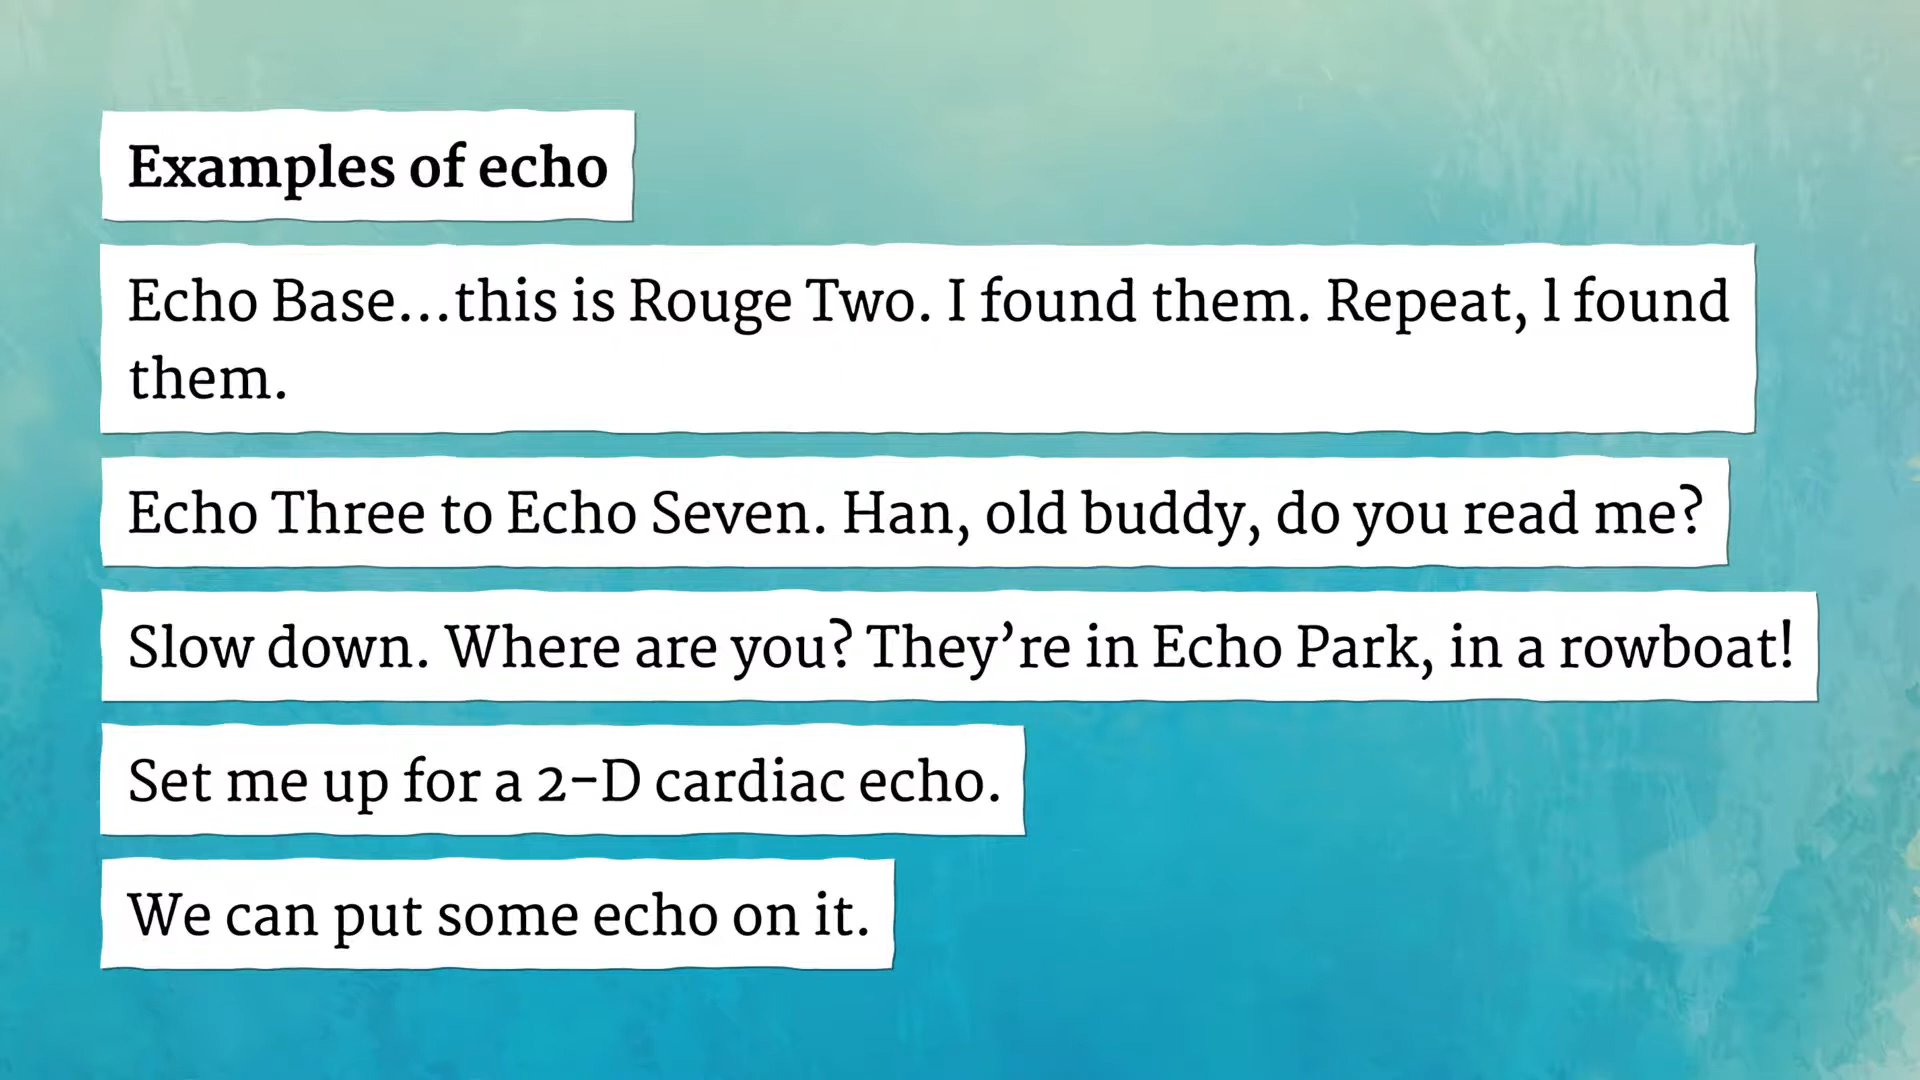 Examples of echo
Echo Base...this is Rouge Two. I found them. Repeat, l found
them.
Echo Three to Echo Seven. Han, old buddy, do you read me?
Slow down. Where are you? They’re in Echo Park, in a rowboat!
Set me up for a 2-D cardiac echo.
We can put some echo on it.